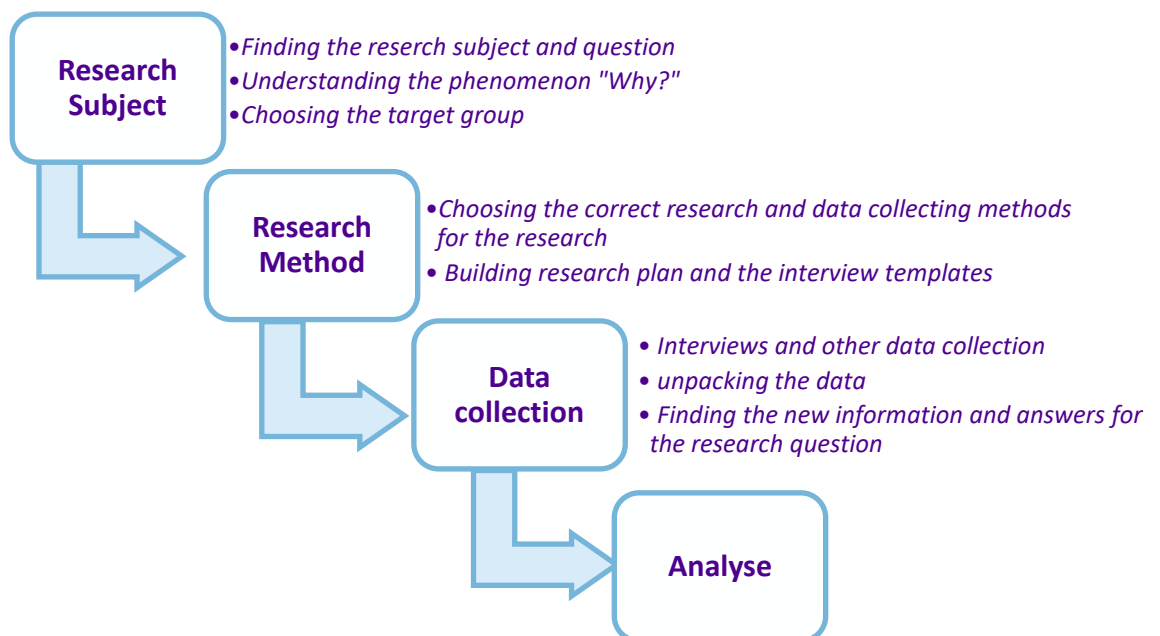 Research
Subject
•Finding the reserch subject and question
•Understanding the phenomenon "Why?"
•Choosing the target group
Research
Method
•Choosing the correct research and data collecting methods
for the research
• Building research plan and the interview templates
Data
collection
• Interviews and other data collection
• unpacking the data
• Finding the new information and answers for
the research question
Analyse